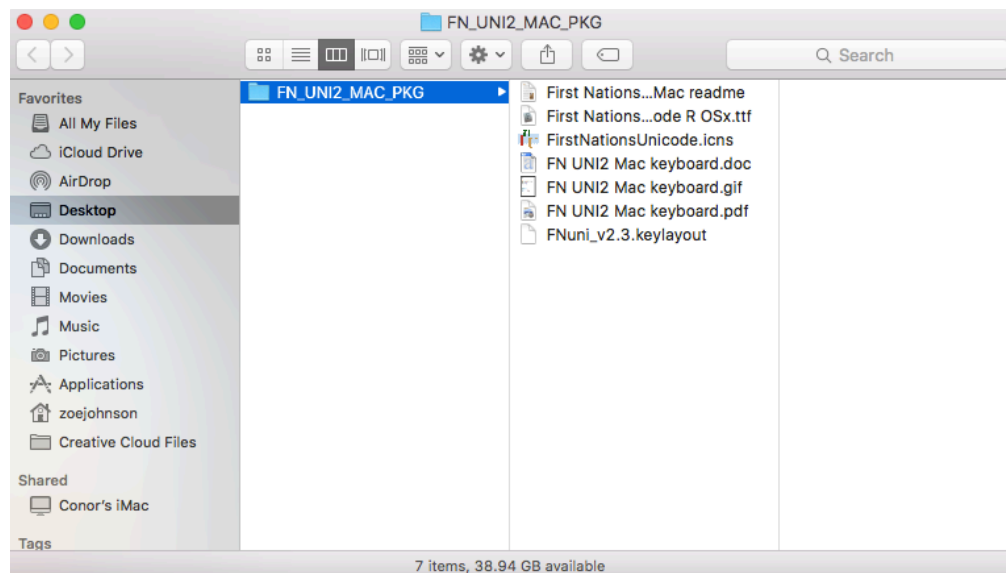 FN_UNI2_MAC_PKG
Search
Favorites
All My Files
iCloud Drive
AirDrop
Desktop
Downloads
Documents
Movies
Music
Pictures
Applications
zoejohnson
Creative Cloud Files
Shared
Conor's iMac
Tags
FN_UNI2_MAC_PKG
First Nations...Mac readme
First Nations...ode R OSx.ttf
FirstNationsUnicode.icns
FN UNI2 Mac keyboard.doc
FN UNI2 Mac keyboard.gif
FN UNI2 Mac keyboard.pdf
FNuni_v2.3.keylayout
7 items, 38.94 GB available